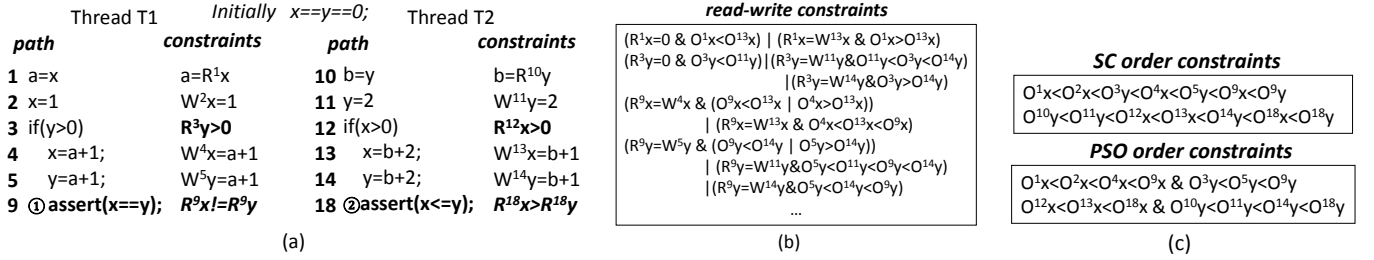 Thread T1 Initially x==y==0; Thread T2
path constraints path constraints
1 a=x a=R¹x 10 b=y b=R¹⁰y
2 x=1 W²x=1 11 y=2 W¹¹y=2
3 if(y>0) R³y>0 12 if(x>0) R¹²x>0
4 x=a+1; W⁴x=a+1 13 x=b+2; W¹³x=b+1
5 y=a+1; W⁵y=a+1 14 y=b+2; W¹⁴y=b+1
9 ①assert(x==y); R⁹x!=R⁹y 18 ②assert(x<=y); R¹⁸x>R¹⁸y
(a)
read-write constraints
(R¹x=0 & O¹x<O¹³x) | (R¹x=W¹³x & O¹x>O¹³x)
(R³y=0 & O³y<O¹¹y)|(R³y=W¹¹y&O¹¹y<O³y<O¹⁴y)
|(R³y=W¹⁴y&O³y>O¹⁴y)
(R⁹x=W⁴x & (O⁹x<O¹³x | O⁴x>O¹³x))
| (R⁹x=W¹³x & O⁴x<O¹³x<O⁹x)
(R⁹y=W⁵y & (O⁹y<O¹⁴y | O⁵y>O¹⁴y))
| (R⁹y=W¹¹y&O⁵y<O¹¹y<O⁹y<O¹⁴y)
|(R⁹y=W¹⁴y&O⁵y<O¹⁴y<O⁹y)
...
(b)
SC order constraints
O¹x<O²x<O³y<O⁴x<O⁵y<O⁹x<O⁹y
O¹⁰y<O¹¹y<O¹²x<O¹³x<O¹⁴y<O¹⁸x<O¹⁸y
PSO order constraints
O¹x<O²x<O⁴x<O⁹x & O³y<O⁵y<O⁹y
O¹²x<O¹³x<O¹⁸x & O¹⁰y<O¹¹y<O¹⁴y<O¹⁸y
(c)